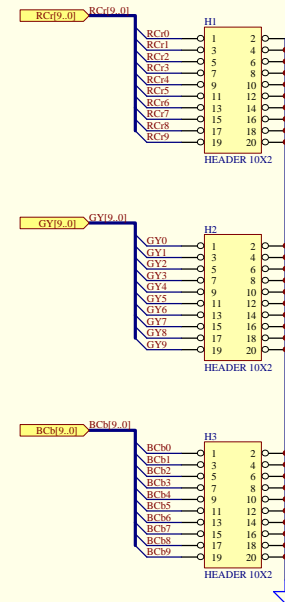 RCr[9..0] RCr[9..0] H1
RCr0 1 2
RCr1 3 4
RCr2 5 6
RCr3 7 8
RCr4 9 10
RCr5 11 12
RCr6 13 14
RCr7 15 16
RCr8 17 18
RCr9 19 20
HEADER 10X2
GY[9..0] GY[9..0] H2
GY0 1 2
GY1 3 4
GY2 5 6
GY3 7 8
GY4 9 10
GY5 11 12
GY6 13 14
GY7 15 16
GY8 17 18
GY9 19 20
HEADER 10X2
BCb[9..0] BCb[9..0] H3
BCb0 1 2
BCb1 3 4
BCb2 5 6
BCb3 7 8
BCb4 9 10
BCb5 11 12
BCb6 13 14
BCb7 15 16
BCb8 17 18
BCb9 19 20
HEADER 10X2